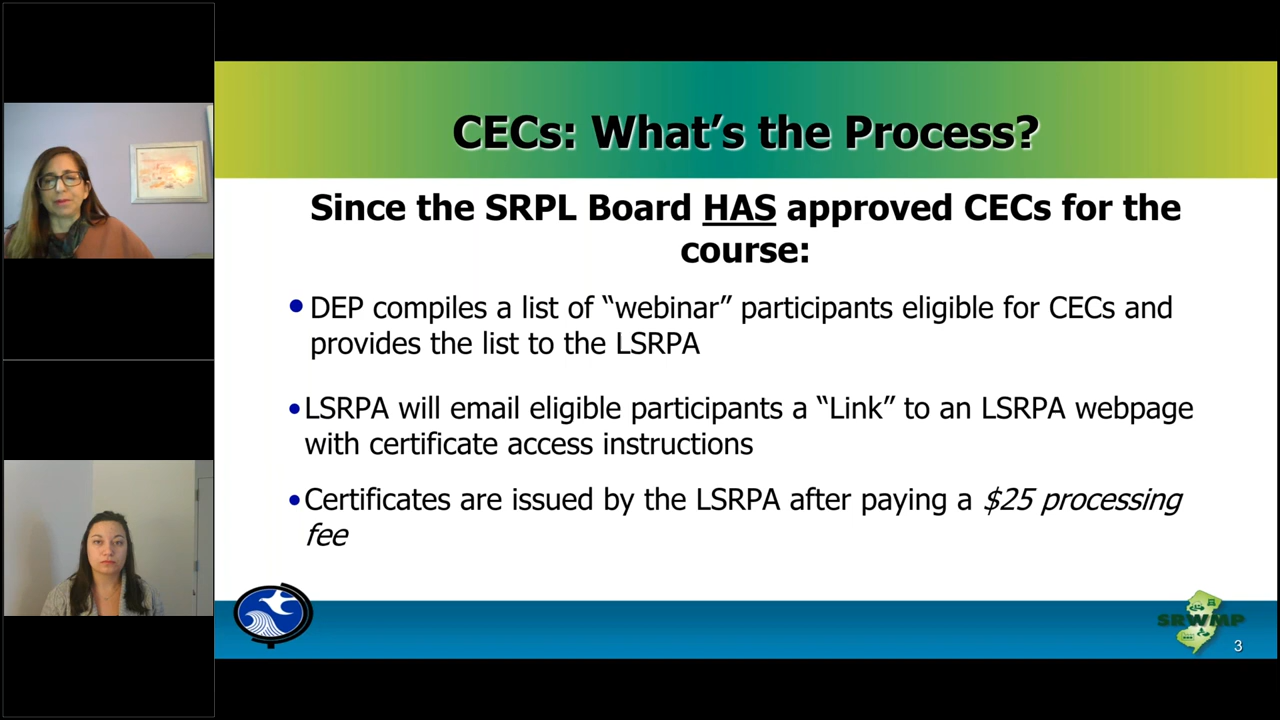 CECs: What’s the Process?
Since the SRPL Board HAS approved CECs for the
course:
• DEP compiles a list of “webinar” participants eligible for CECs and
provides the list to the LSRPA
• LSRPA will email eligible participants a “Link” to an LSRPA webpage
with certificate access instructions
• Certificates are issued by the LSRPA after paying a $25 processing
fee
SRWMP
3